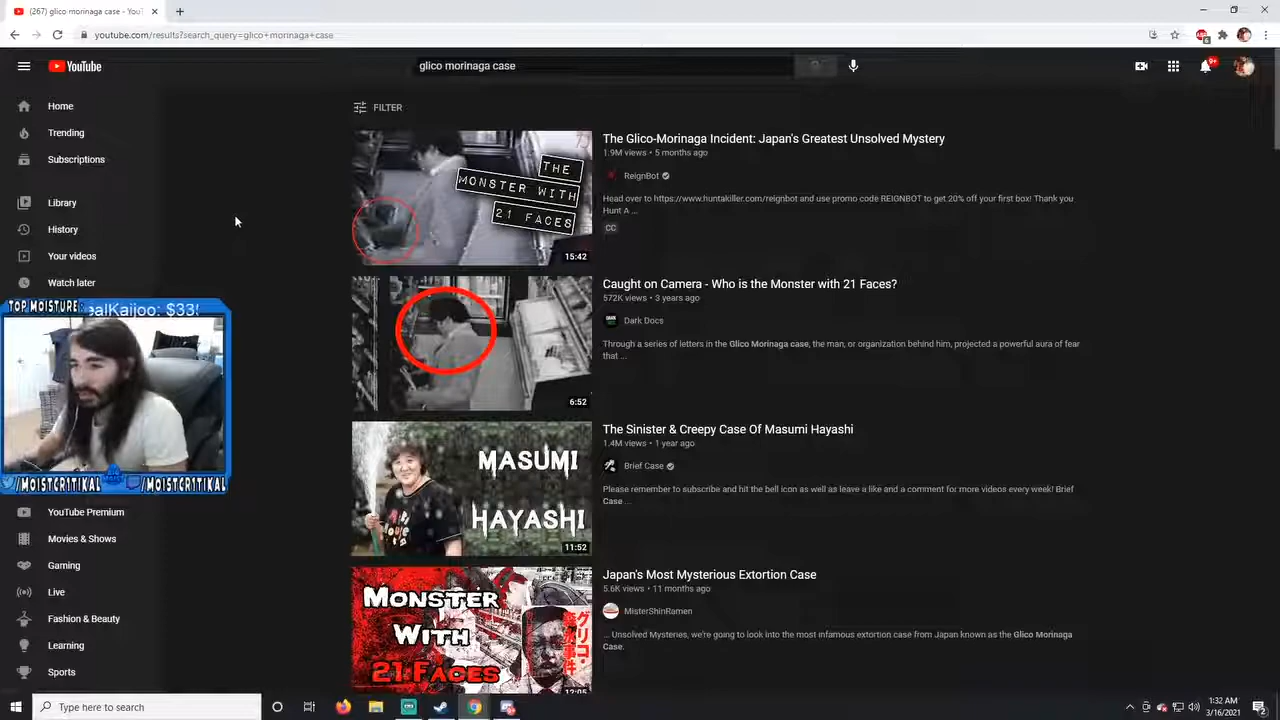 (267) glico morinaga case - YouT
youtube.com/results?search_query=glico+morinaga+case
YouTube
glico morinaga case
9+
Home
Trending
Subscriptions
Library
History
Your videos
Watch later
YouTube Premium
Movies & Shows
Gaming
Live
Fashion & Beauty
Learning
Sports
FILTER
THE
MONSTER WITH
21 FACES
15:42
The Glico-Morinaga Incident: Japan's Greatest Unsolved Mystery
1.9M views • 5 months ago
ReignBot
Head over to https://www.huntakiller.com/reignbot and use promo code REIGNBOT to get 20% off your first box! Thank you
Hunt A ...
CC
6:52
Caught on Camera - Who is the Monster with 21 Faces?
572K views • 3 years ago
Dark Docs
Through a series of letters in the Glico Morinaga case, the man, or organization behind him, projected a powerful aura of fear
that ...
MASUMI
HAYASHI
11:52
The Sinister & Creepy Case Of Masumi Hayashi
1.4M views • 1 year ago
Brief Case
Please remember to subscribe and hit the bell icon as well as leave a like and a comment for more videos every week! Brief
Case ...
MONSTER
WITH
21 FACES
グリコ・
12:05
Japan's Most Mysterious Extortion Case
5.6K views • 11 months ago
MisterShinRamen
... Unsolved Mysteries, we're going to look into the most infamous extortion case from Japan known as the Glico Morinaga
Case.
TOP MOISTURE:
ealKaijoo: $33!
/MOISTCRITIKAL
/MOISTCRITIKAL
Type here to search
1:32 AM
3/16/2021